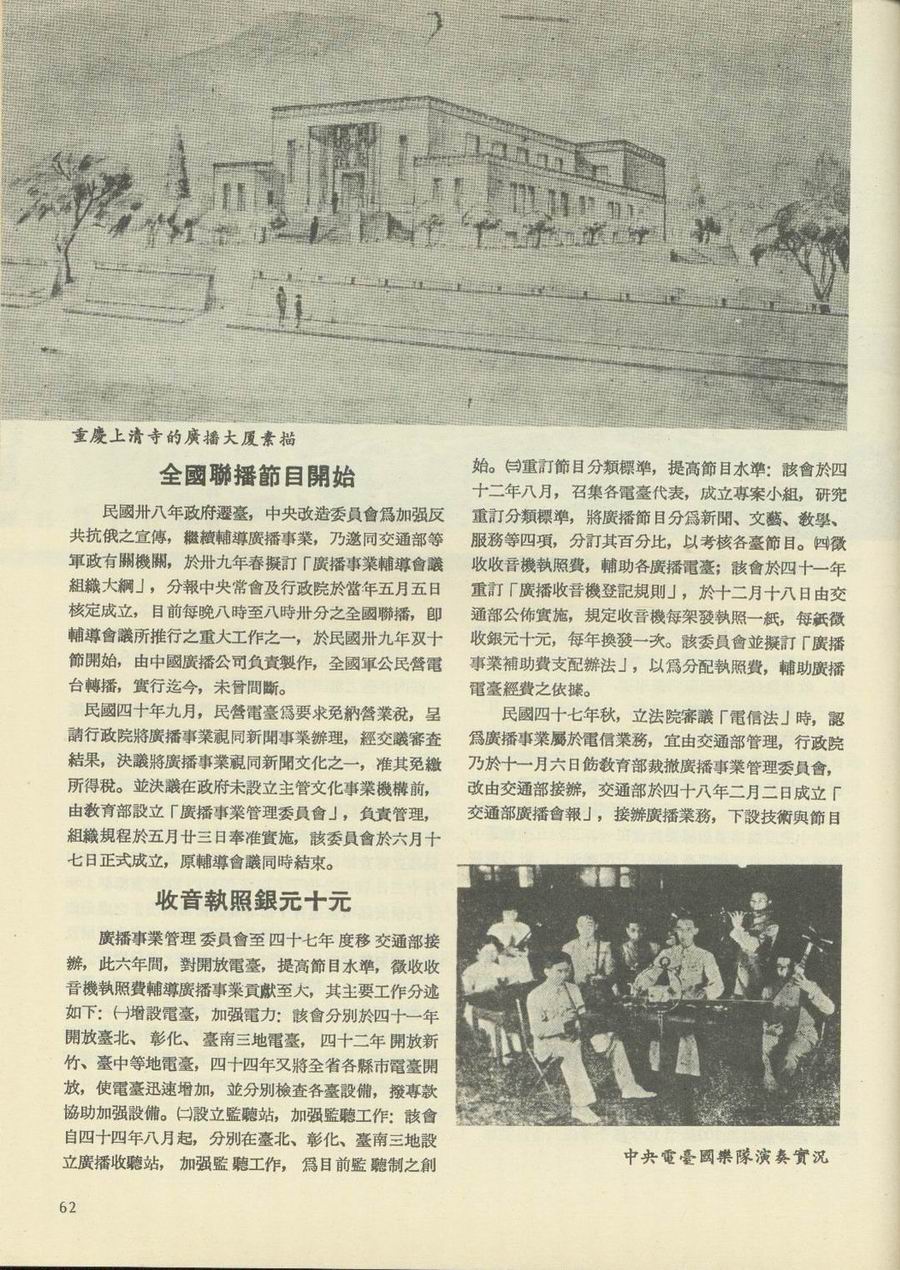 重慶上清寺的廣播大厦素描
全國聯播節目開始
民國卅八年政府遷臺，中央改造委員會爲加强反
共抗俄之宣傳，繼續輔導廣播事業，乃邀同交通部等
軍政有關機關，於卅九年春擬訂「廣播事業輔導會議
組織大綱」，分報中央常會及行政院於當年五月五日
核定成立，目前每晚八時至八時卅分之全國聯播，卽
輔導會議所推行之重大工作之一，於民國卅九年双十
節開始，由中國廣播公司負責製作，全國軍公民營電
台轉播，實行迄今，未曾間斷。
民國四十年九月，民營電臺爲要求免納營業稅，呈
請行政院將廣播事業視同新聞事業辦理，經交議審查
結果，決議將廣播事業視同新聞文化之一，准其免繳
所得稅。並決議在政府未設立主管文化事業機構前，
由教育部設立「廣播事業管理委員會」，負責管理，
組織規程於五月廿三日奉准實施，該委員會於六月十
七日正式成立，原輔導會議同時結束。
收音執照銀元十元
廣播事業管理委員會至四十七年度移交通部接
辦，此六年間，對開放電臺，提高節目水準，徵收收
音機執照費輔導廣播事業貢獻至大，其主要工作分述
如下：㈠增設電臺，加强電力：該會分別於四十一年
開放臺北、彰化、臺南三地電臺，四十二年開放新
竹、臺中等地電臺，四十四年又將全省各縣市電臺開
放，使電臺迅速增加，並分別檢查各臺設備，撥專款
協助加强設備。㈡設立監聽站，加强監聽工作：該會
自四十四年八月起，分別在臺北、彰化、臺南三地設
立廣播收聽站，加强監聽工作，爲目前監聽制之創
始。㈢重訂節目分類標準，提高節目水準：該會於四
十二年八月，召集各電臺代表，成立專案小組，研究
重訂分類標準，將廣播節目分爲新聞、文藝、教學、
服務等四項，分訂其百分比，以考核各臺節目。㈣徵
收收音機執照費，輔助各廣播電臺；該會於四十一年
重訂「廣播收音機登記規則」，於十二月十八日由交
通部公佈實施，規定收音機每架發執照一紙，每紙徵
收銀元十元，每年換發一次。該委員會並擬訂「廣播
事業補助費支配辦法」，以爲分配執照費，輔助廣播
電臺經費之依據。
民國四十七年秋，立法院審議「電信法」時，認
爲廣播事業屬於電信業務，宜由交通部管理，行政院
乃於十一月六日飭教育部裁撤廣播事業管理委員會，
改由交通部接辦，交通部於四十八年二月二日成立「
交通部廣播會報」，接辦廣播業務，下設技術與節目
中央電臺國樂隊演奏實況
62